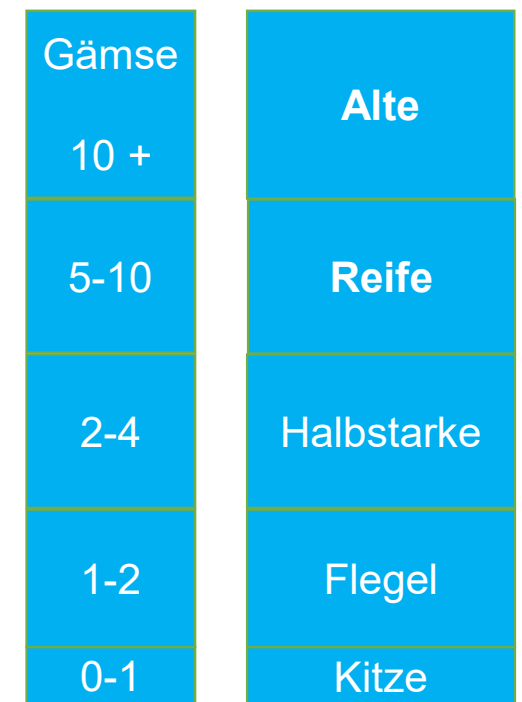 Gämse
10 +
Alte
5-10
Reife
2-4
Halbstarke
1-2
Flegel
0-1
Kitze